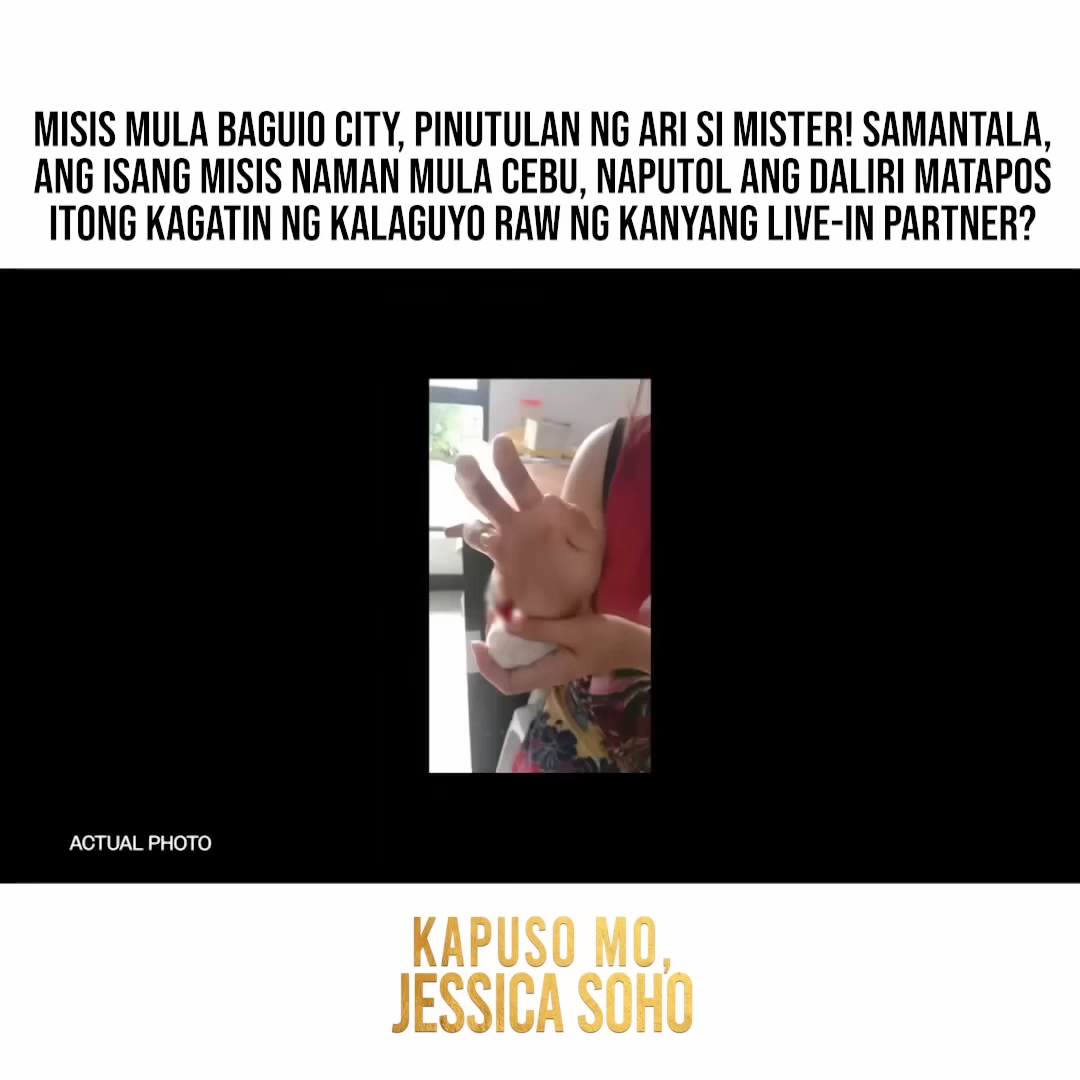 MISIS MULA BAGUIO CITY, PINUTULAN NG ARI SI MISTER! SAMANTALA,
ANG ISANG MISIS NAMAN MULA CEBU, NAPUTOL ANG DALIRI MATAPOS
ITONG KAGATIN NG KALAGUYO RAW NG KANYANG LIVE-IN PARTNER?
ACTUAL PHOTO
KAPUSO MO,
JESSICA SOHO